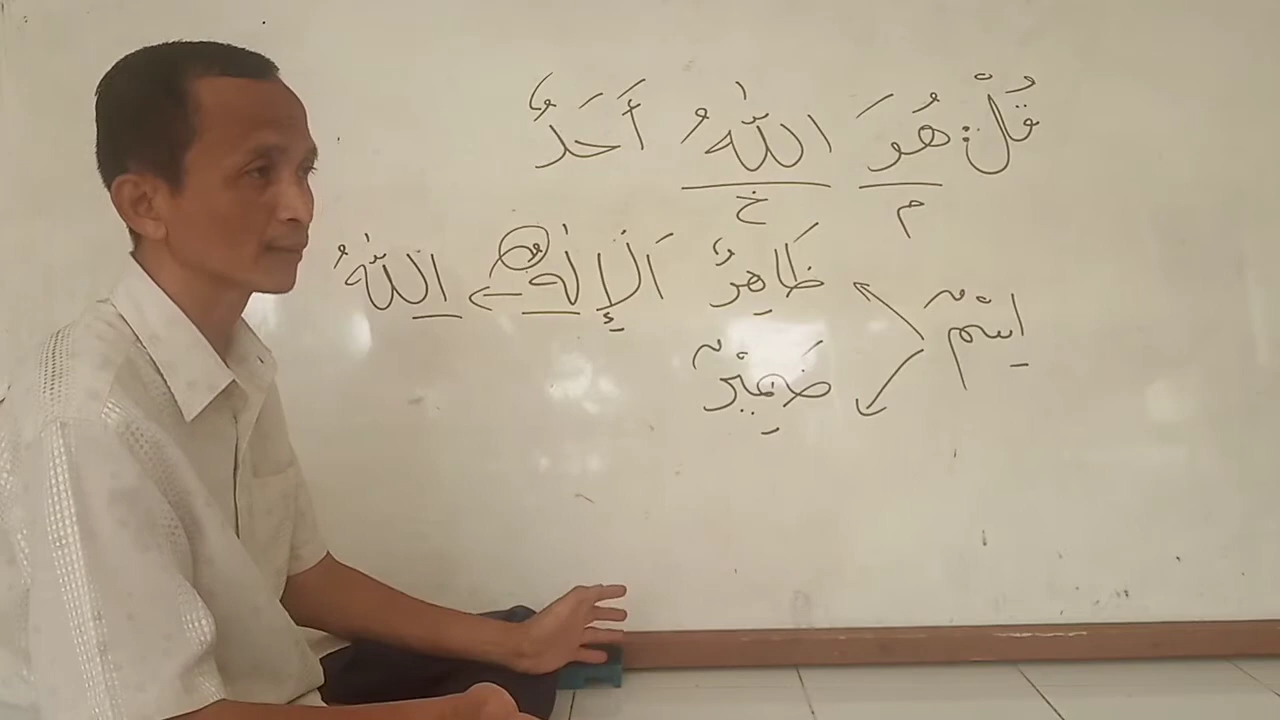 قُلْ: هُوَ اللّٰهُ أَحَدٌ
م خ
اِسْمٌ ظَاهِرٌ اَلْإِلٰهُ ← اللّٰهُ
ضَمِيْرٌ